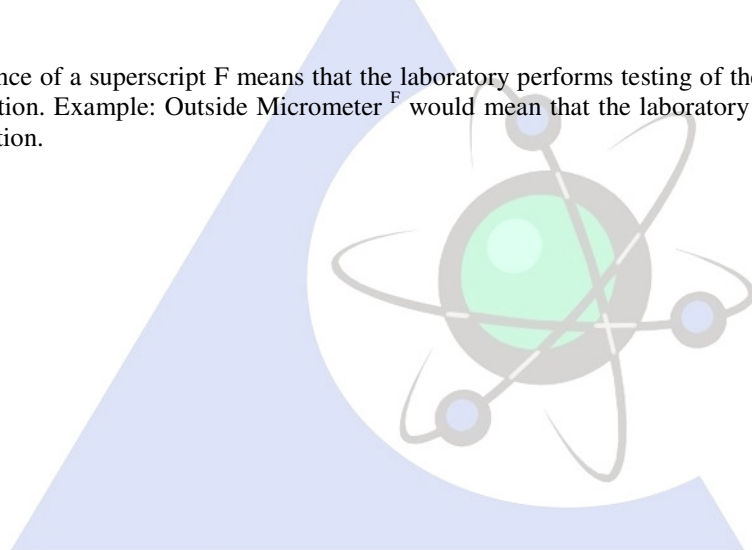 nce of a superscript F means that the laboratory performs testing of the
tion. Example: Outside Micrometer F would mean that the laboratory
tion.